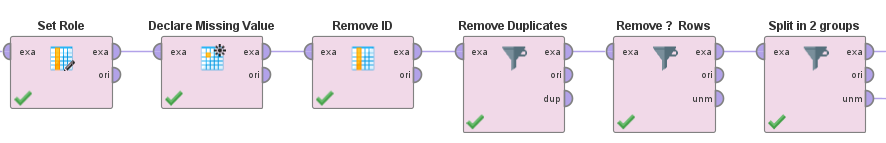 Set Role
Declare Missing Value
Remove ID
Remove Duplicates
Remove ? Rows
Split in 2 groups
exa exa
ori
exa exa
ori
exa exa
ori
exa exa
ori
dup
exa exa
ori
unm
exa exa
ori
unm